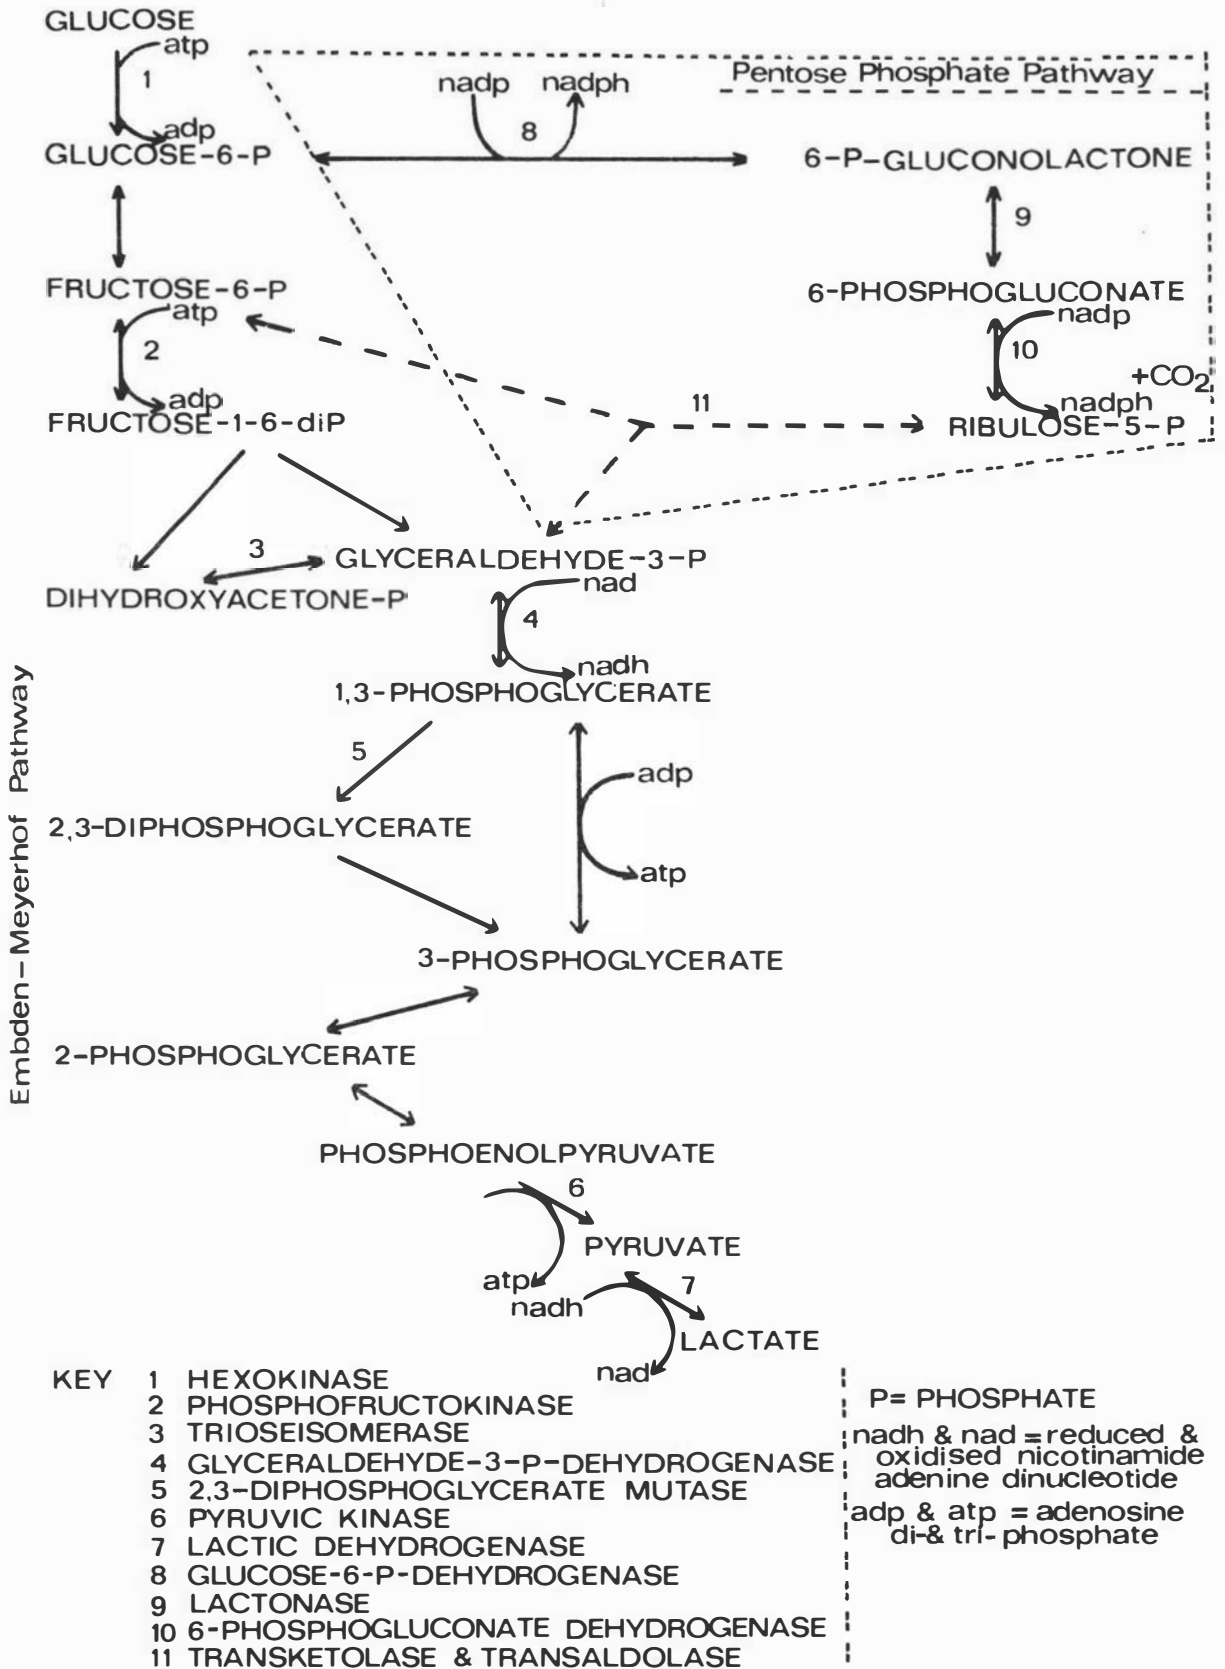 GLUCOSE
atp
1
adp
GLUCOSE-6-P
nadp nadph
8
Pentose Phosphate Pathway
6-P-GLUCONOLACTONE
9
FRUCTOSE-6-P
atp
2
adp
6-PHOSPHOGLUCONATE
nadp
10
+CO2
nadph
FRUCTOSE-1-6-diP
11
RIBULOSE-5-P
3
GLYCERALDEHYDE-3-P
DIHYDROXYACETONE-P
nad
4
nadh
1,3-PHOSPHOGLYCERATE
5
adp
2,3-DIPHOSPHOGLYCERATE
atp
Embden-Meyerhof Pathway
3-PHOSPHOGLYCERATE
2-PHOSPHOGLYCERATE
PHOSPHOENOLPYRUVATE
6
PYRUVATE
atp
nadh
7
LACTATE
nad
KEY 1 HEXOKINASE
2 PHOSPHOFRUCTOKINASE
3 TRIOSEISOMERASE
4 GLYCERALDEHYDE-3-P-DEHYDROGENASE
5 2,3-DIPHOSPHOGLYCERATE MUTASE
6 PYRUVIC KINASE
7 LACTIC DEHYDROGENASE
8 GLUCOSE-6-P-DEHYDROGENASE
9 LACTONASE
10 6-PHOSPHOGLUCONATE DEHYDROGENASE
11 TRANSKETOLASE & TRANSALDOLASE
P= PHOSPHATE
nadh & nad = reduced &
oxidised nicotinamide
adenine dinucleotide
adp & atp = adenosine
di-& tri-phosphate